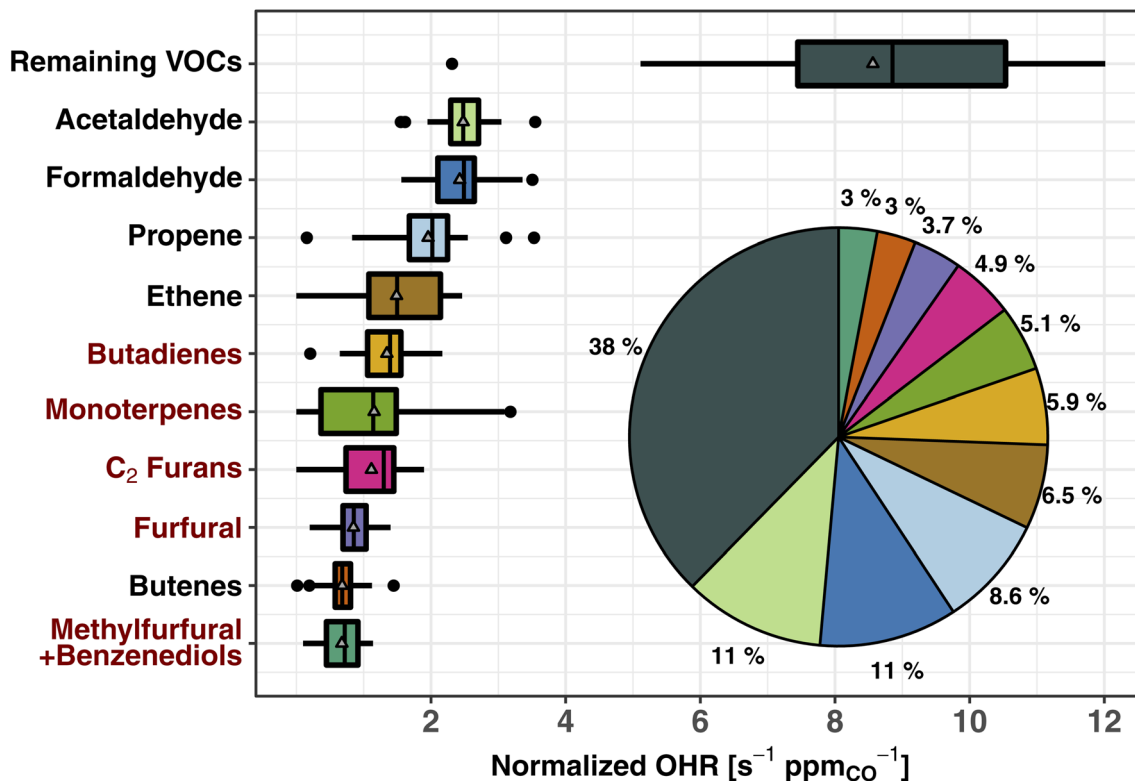 Remaining VOCs
Acetaldehyde
Formaldehyde
Propene
Ethene
Butadienes
Monoterpenes
C₂ Furans
Furfural
Butenes
Methylfurfural
+Benzenediols
3 %
3 %
3.7 %
4.9 %
5.1 %
5.9 %
6.5 %
8.6 %
11 %
11 %
38 %
2 4 6 8 10 12
Normalized OHR [s⁻¹ ppm_CO⁻¹]